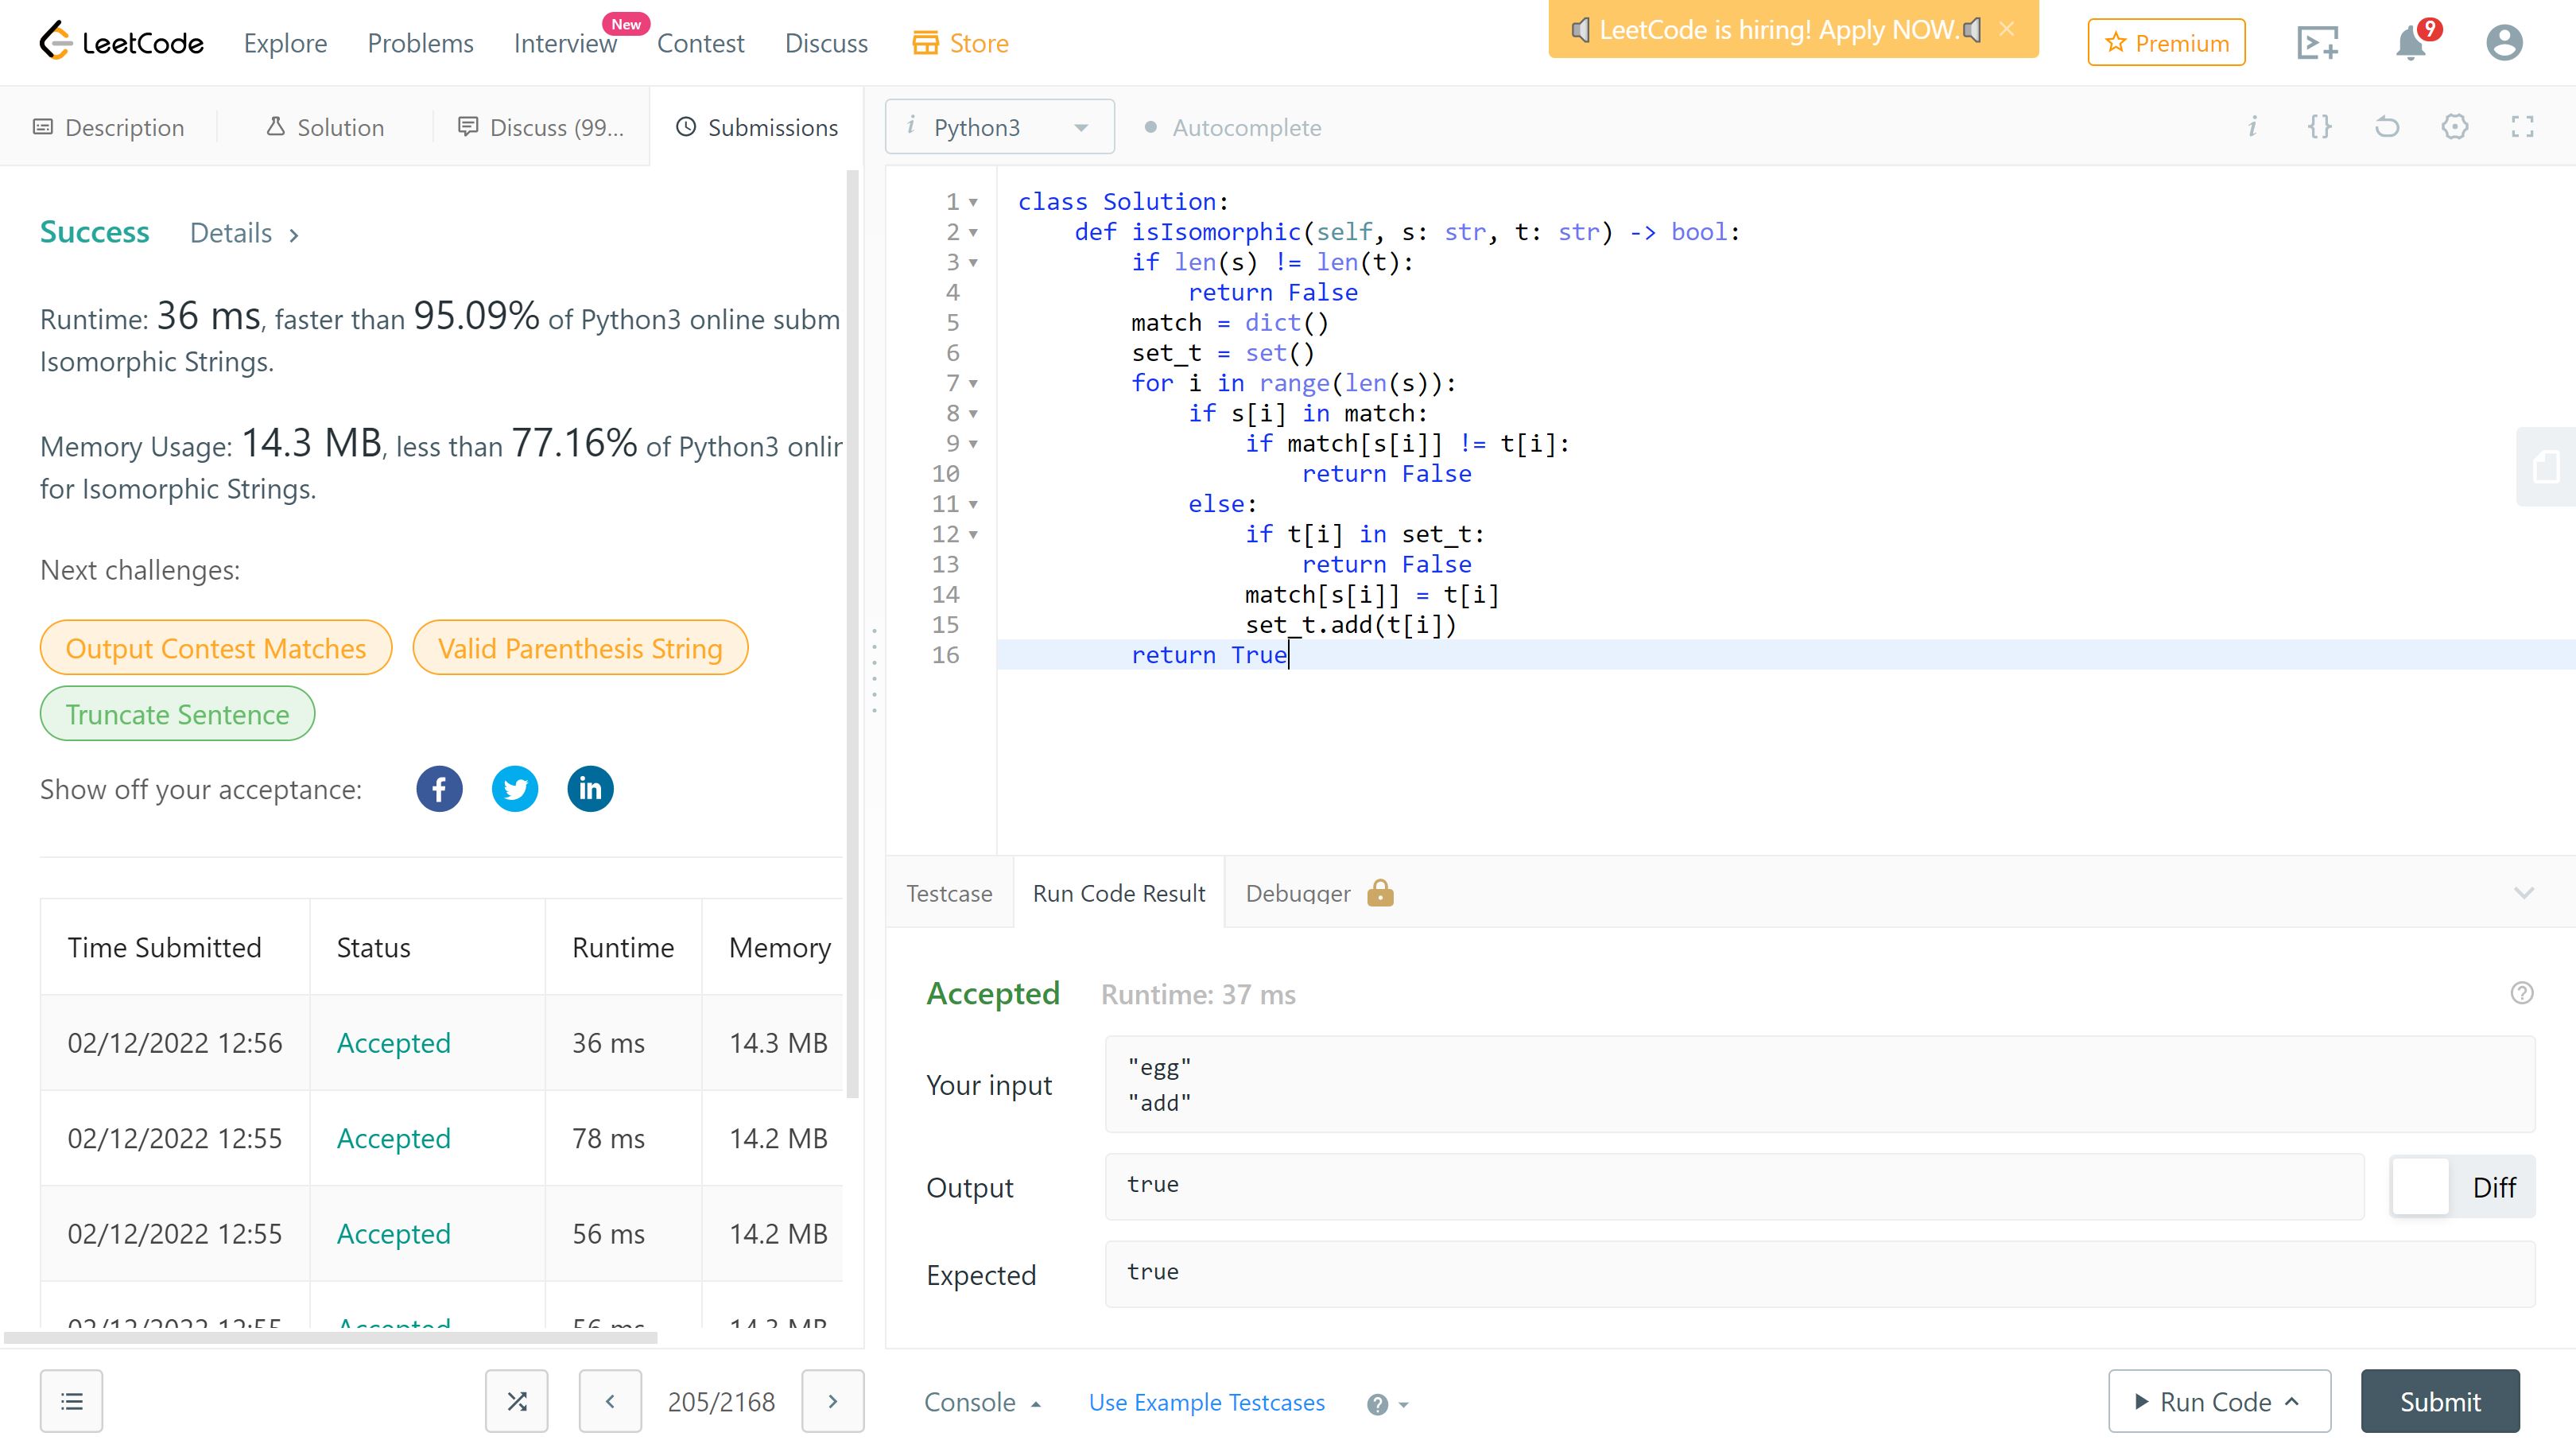 LeetCode
Explore
Problems
Interview
New
Contest
Discuss
Store
LeetCode is hiring! Apply NOW.
Premium
9
Description
Solution
Discuss (99...
Submissions
Python3
Autocomplete
Success
Details
Runtime: 36 ms, faster than 95.09% of Python3 online subm
Isomorphic Strings.
Memory Usage: 14.3 MB, less than 77.16% of Python3 onlin
for Isomorphic Strings.
Next challenges:
Output Contest Matches
Valid Parenthesis String
Truncate Sentence
Show off your acceptance:
Time Submitted Status Runtime Memory
02/12/2022 12:56 Accepted 36 ms 14.3 MB
02/12/2022 12:55 Accepted 78 ms 14.2 MB
02/12/2022 12:55 Accepted 56 ms 14.2 MB
02/12/2022 12:55 Accepted 56 ms
205/2168
1 class Solution:
2     def isIsomorphic(self, s: str, t: str) -> bool:
3         if len(s) != len(t):
4             return False
5         match = dict()
6         set_t = set()
7         for i in range(len(s)):
8             if s[i] in match:
9                 if match[s[i]] != t[i]:
10                     return False
11             else:
12                 if t[i] in set_t:
13                     return False
14                 match[s[i]] = t[i]
15                 set_t.add(t[i])
16         return True
Testcase
Run Code Result
Debugger
Accepted
Runtime: 37 ms
Your input
"egg"
"add"
Output
true
Diff
Expected
true
Console
Use Example Testcases
Run Code
Submit